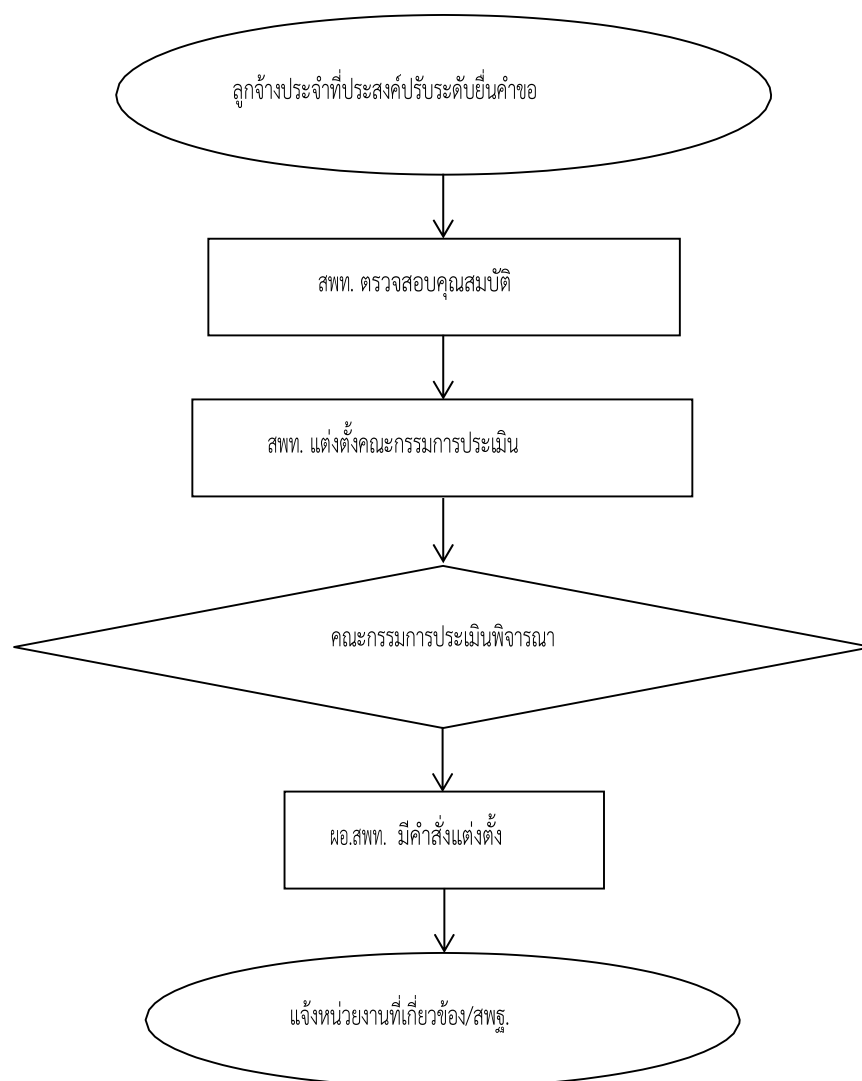 ลูกจ้างประจำที่ประสงค์ปรับระดับยื่นคำขอ
สพท. ตรวจสอบคุณสมบัติ
สพท. แต่งตั้งคณะกรรมการประเมิน
คณะกรรมการประเมินพิจารณา
ผอ.สพท. มีคำสั่งแต่งตั้ง
แจ้งหน่วยงานที่เกี่ยวข้อง/สพฐ.